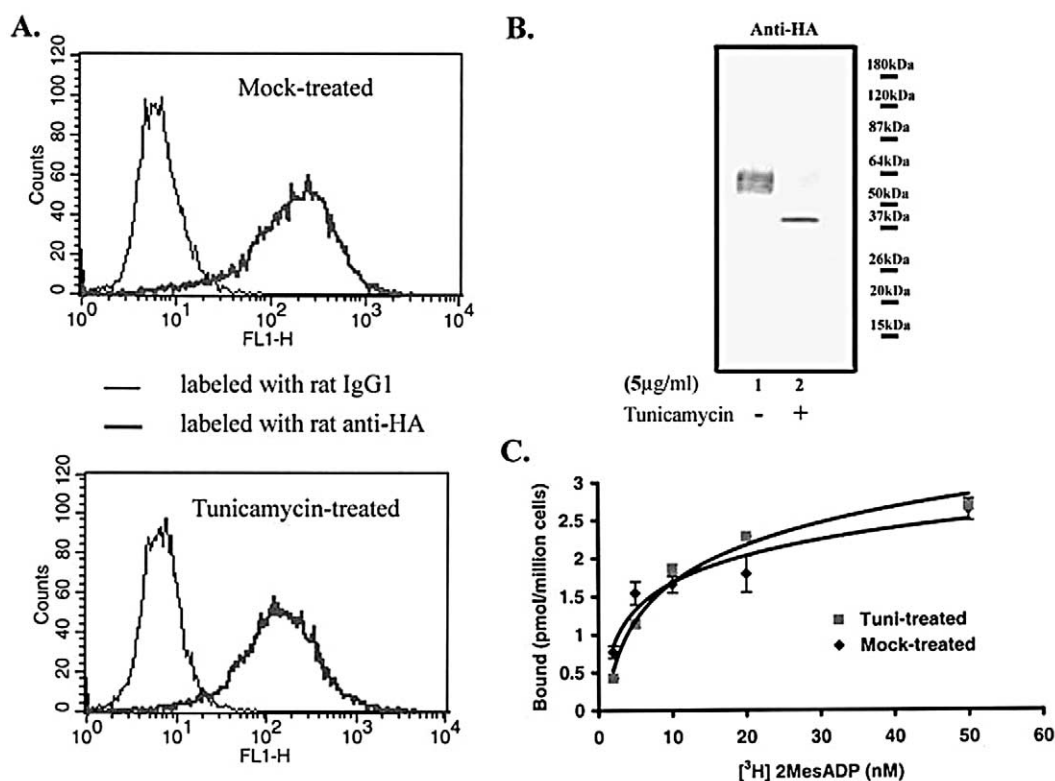 A.
120
100
80
60
40
20
0
Counts
Mock-treated
10^0 10^1 10^2 10^3 10^4
FL1-H
labeled with rat IgG1
labeled with rat anti-HA
120
100
80
60
40
20
0
Counts
Tunicamycin-treated
10^0 10^1 10^2 10^3 10^4
FL1-H
B.
Anti-HA
180kDa
120kDa
87kDa
64kDa
50kDa
37kDa
26kDa
20kDa
15kDa
(5µg/ml) 1 2
Tunicamycin - +
C.
3
2.5
2
1.5
1
0.5
0
Bound (pmol/million cells)
Tuni-treated
Mock-treated
0 10 20 30 40 50 60
[³H] 2MesADP (nM)